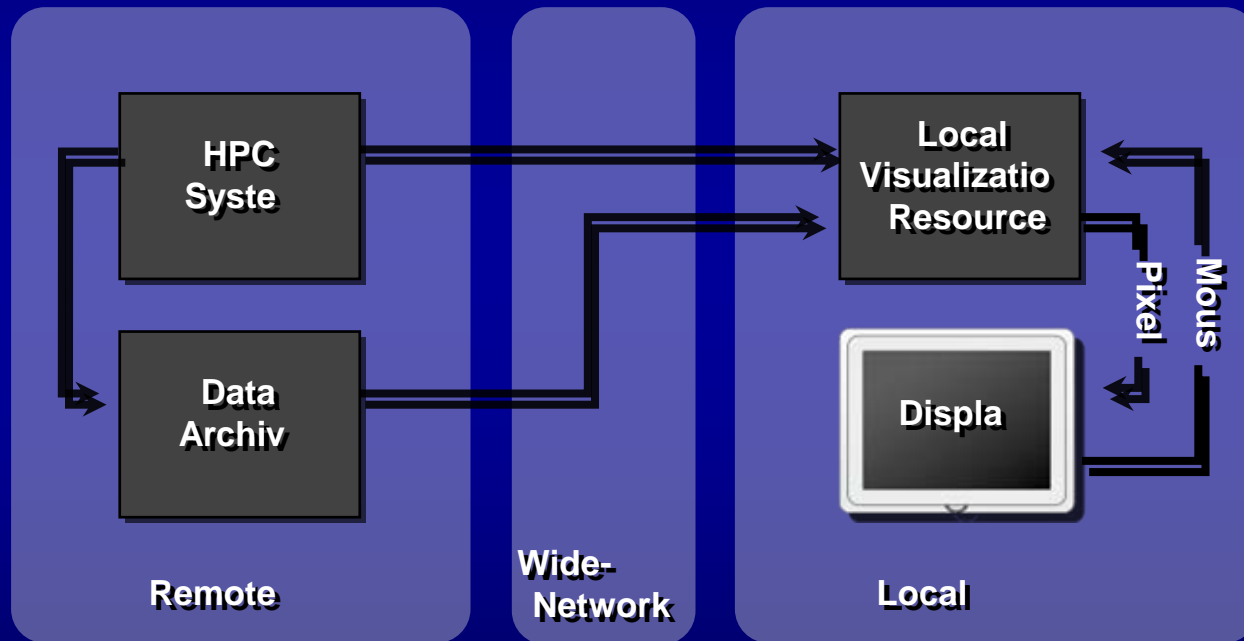 HPC
Syste
Local
Visualizatio
Resource
Pixel
Mous
Data
Archiv
Displa
Remote
Wide-
Network
Local